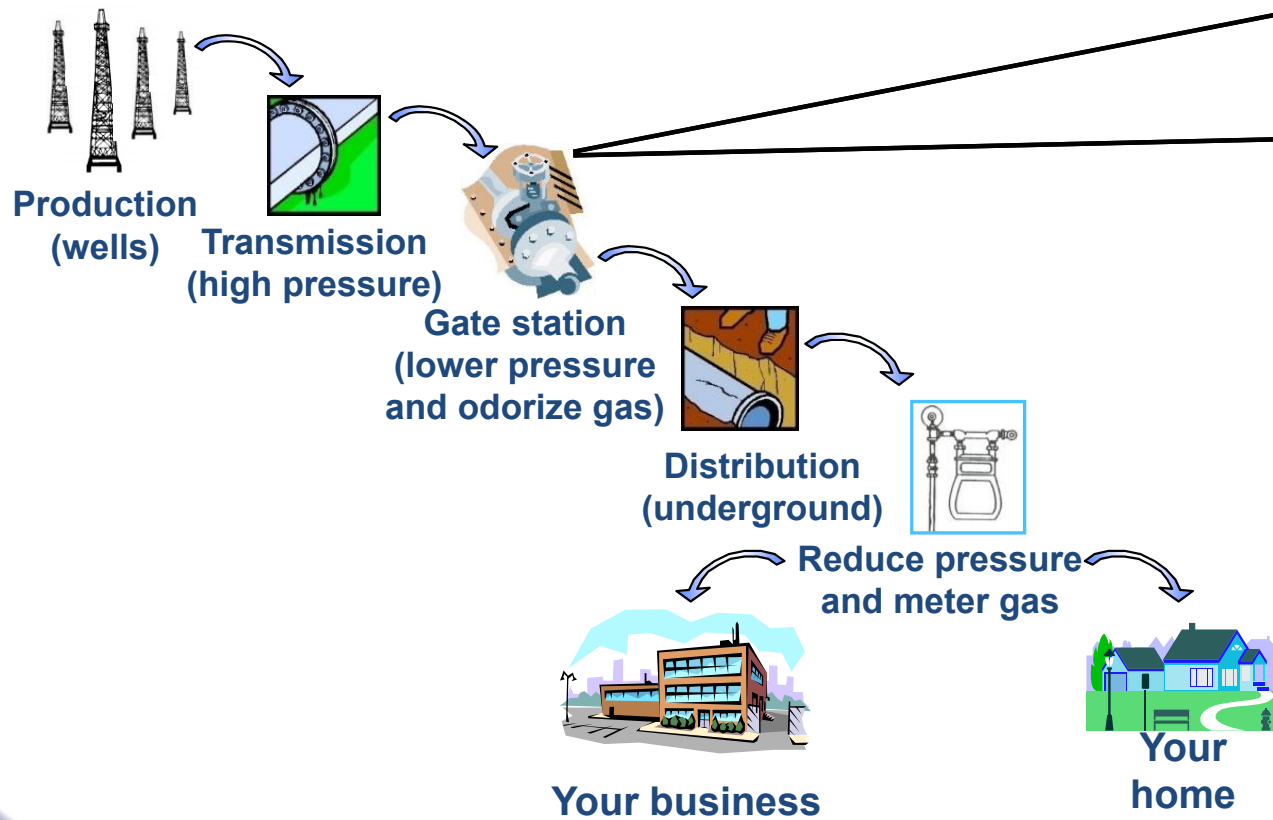 Production
(wells)
Transmission
(high pressure)
Gate station
(lower pressure
and odorize gas)
Distribution
(underground)
Reduce pressure
and meter gas
Your business
Your
home